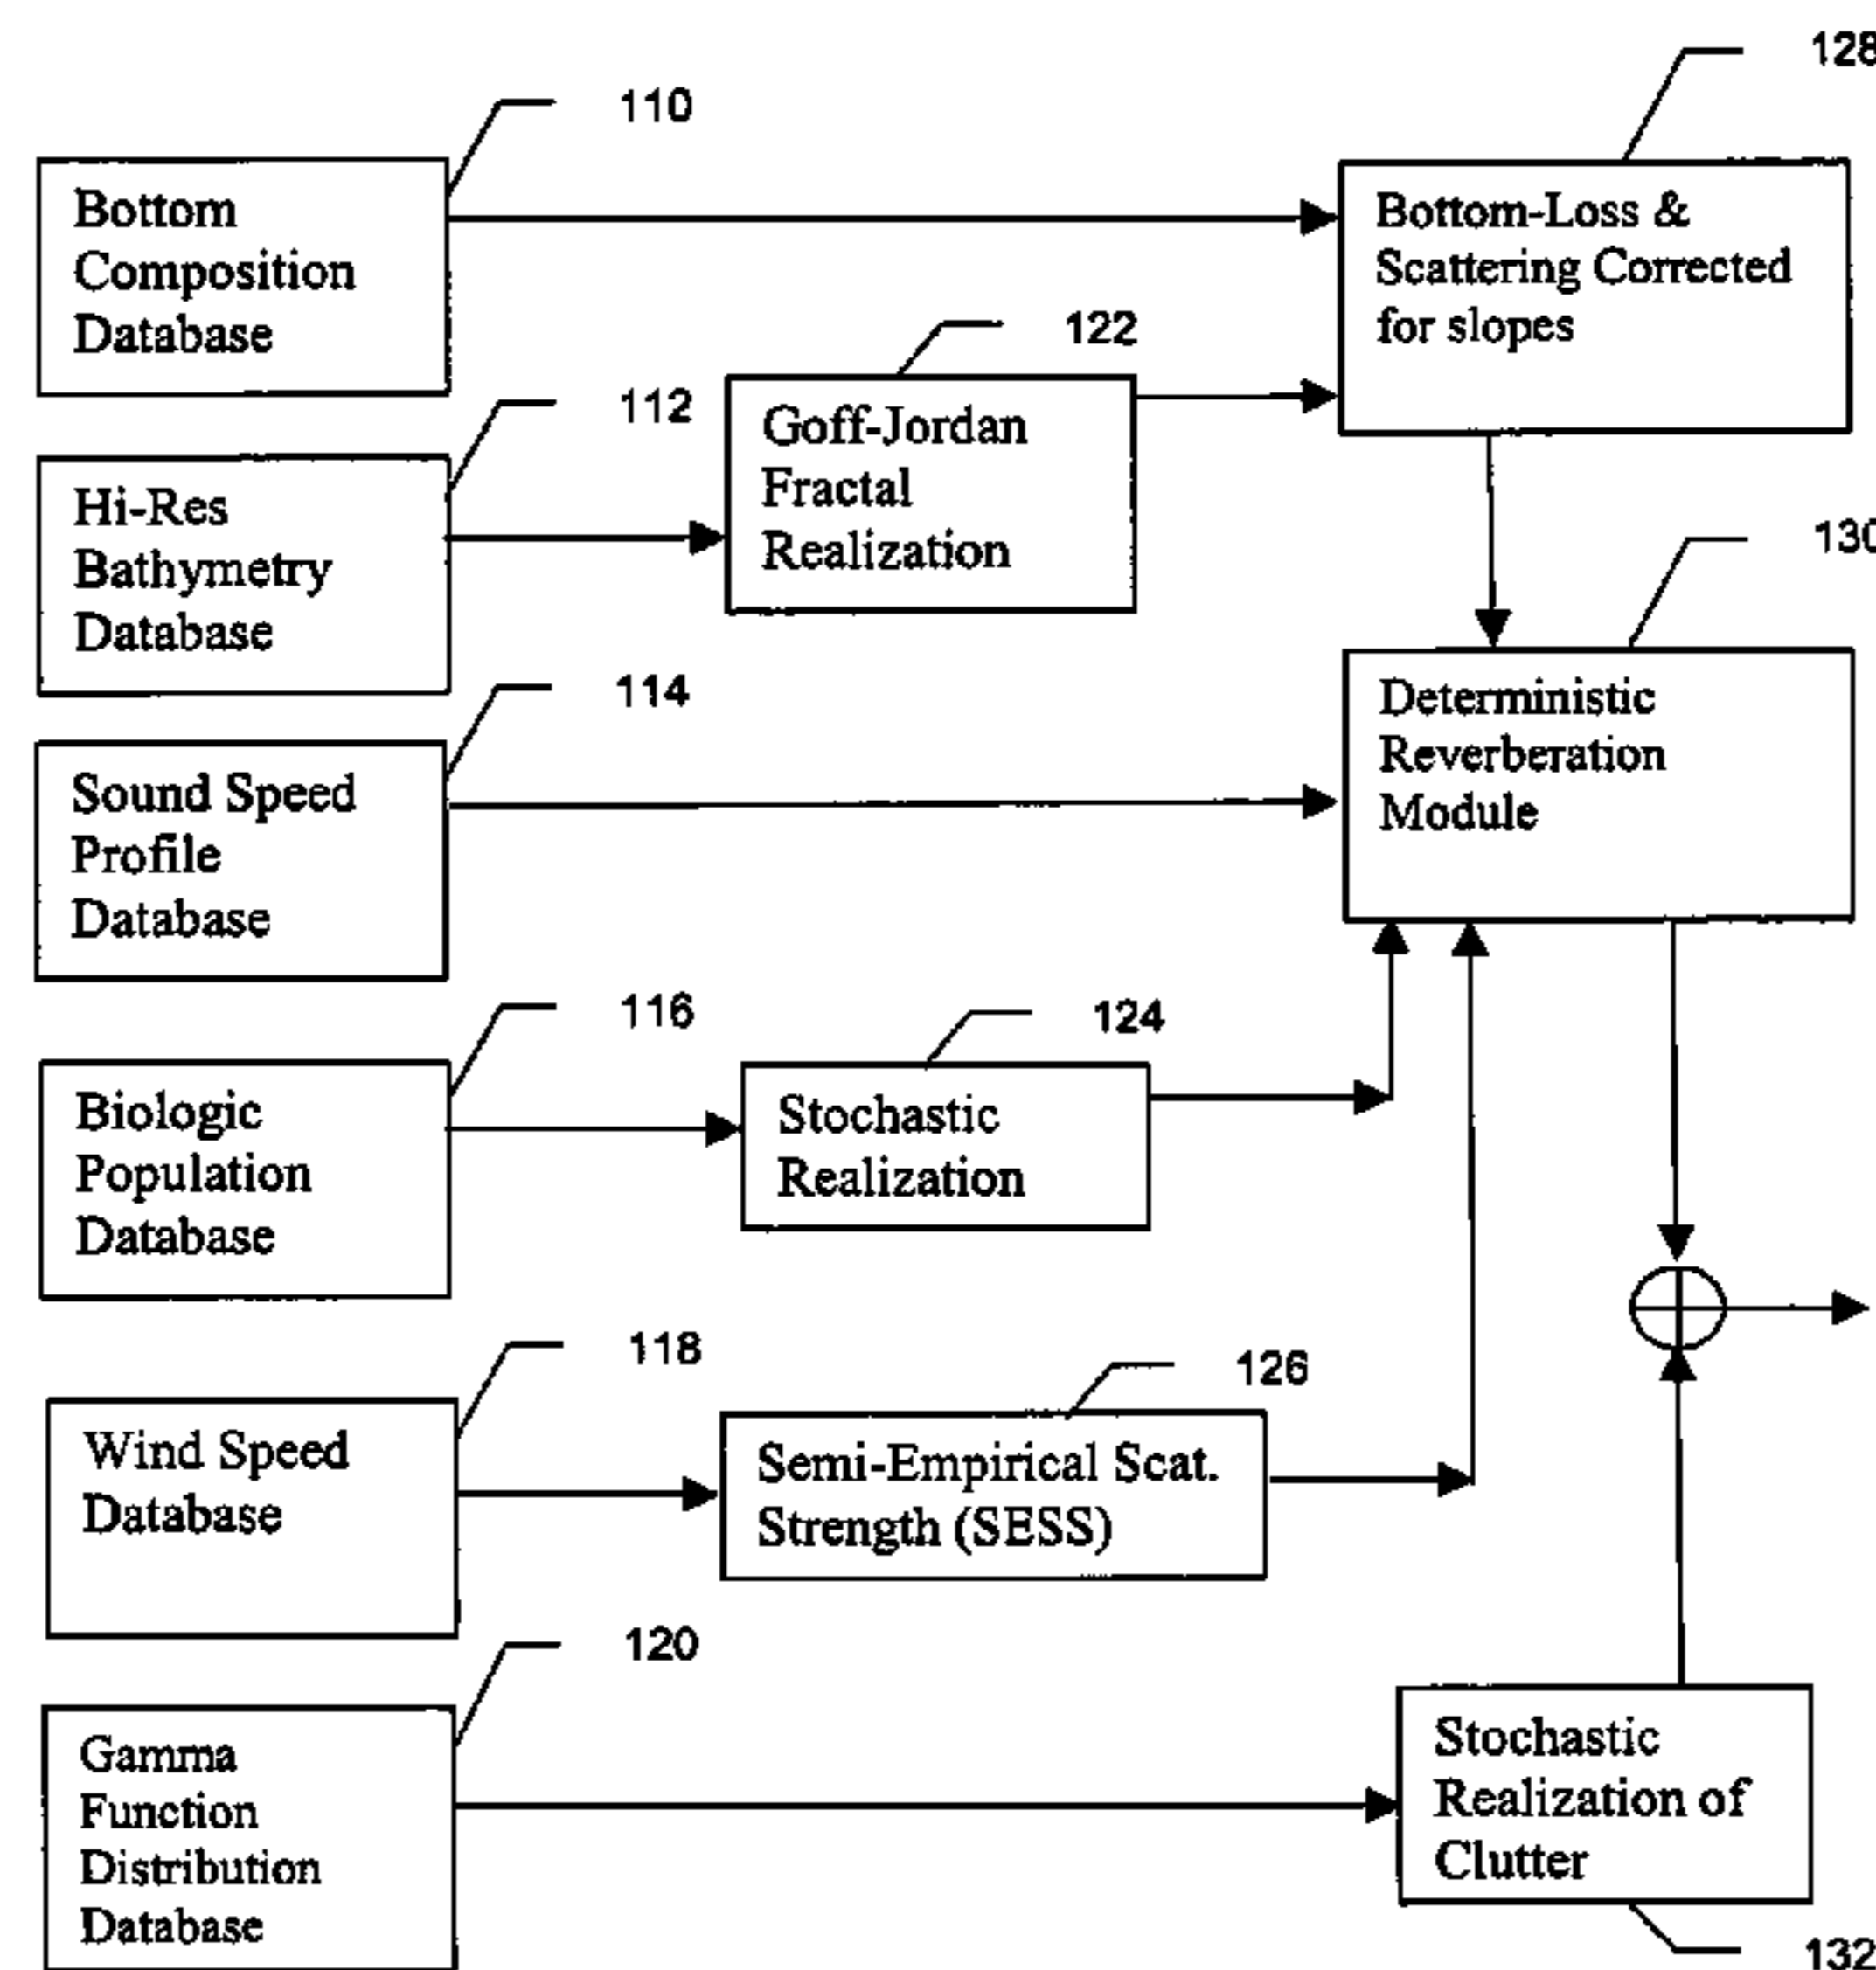 128
110
Bottom
Composition
Database
Bottom-Loss &
Scattering Corrected
for slopes
122
112
Goff-Jordan
Fractal
Realization
Hi-Res
Bathymetry
Database
130
114
Deterministic
Reverberation
Module
Sound Speed
Profile
Database
116
124
Biologic
Population
Database
Stochastic
Realization
118
126
Wind Speed
Database
Semi-Empirical Scat.
Strength (SESS)
120
Gamma
Function
Distribution
Database
Stochastic
Realization of
Clutter
132